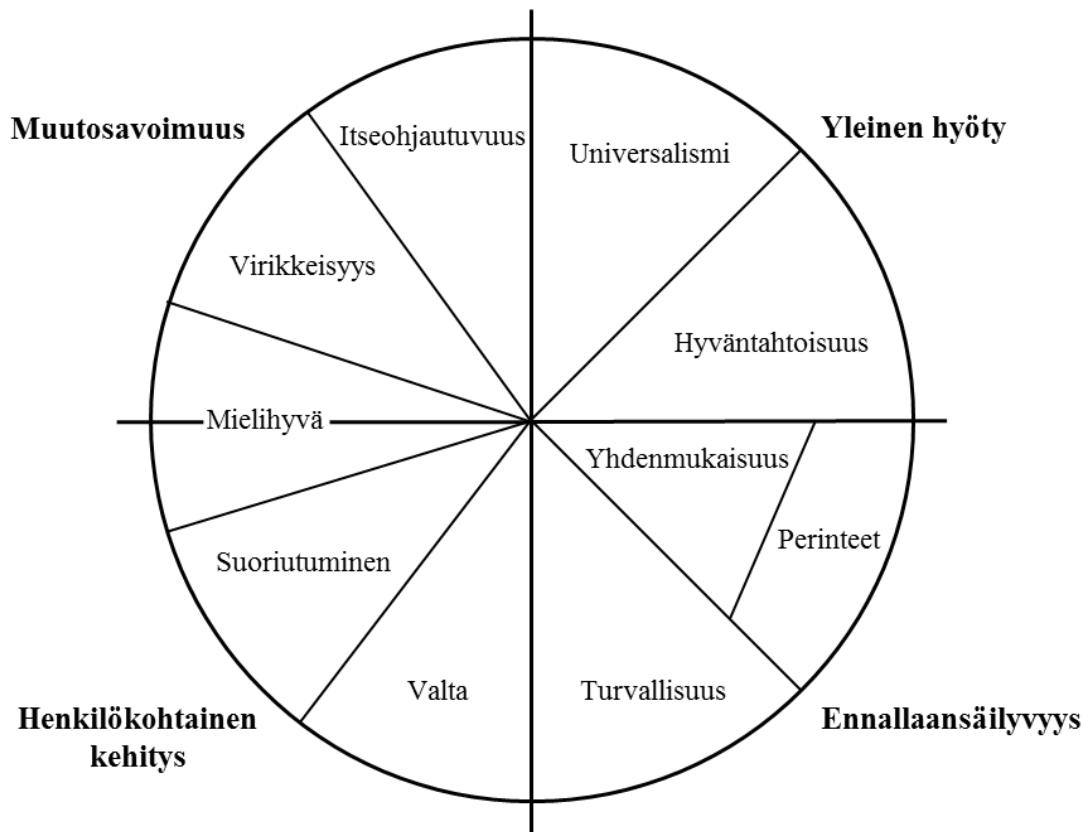 Muutosavoimuus
Itseohjautuvuus
Universalismi
Yleinen hyöty
Virikkeisyys
Hyväntahtoisuus
Mielihyvä
Yhdenmukaisuus
Perinteet
Suoriutuminen
Valta
Turvallisuus
Henkilökohtainen
kehitys
Ennallaansäilyvyys